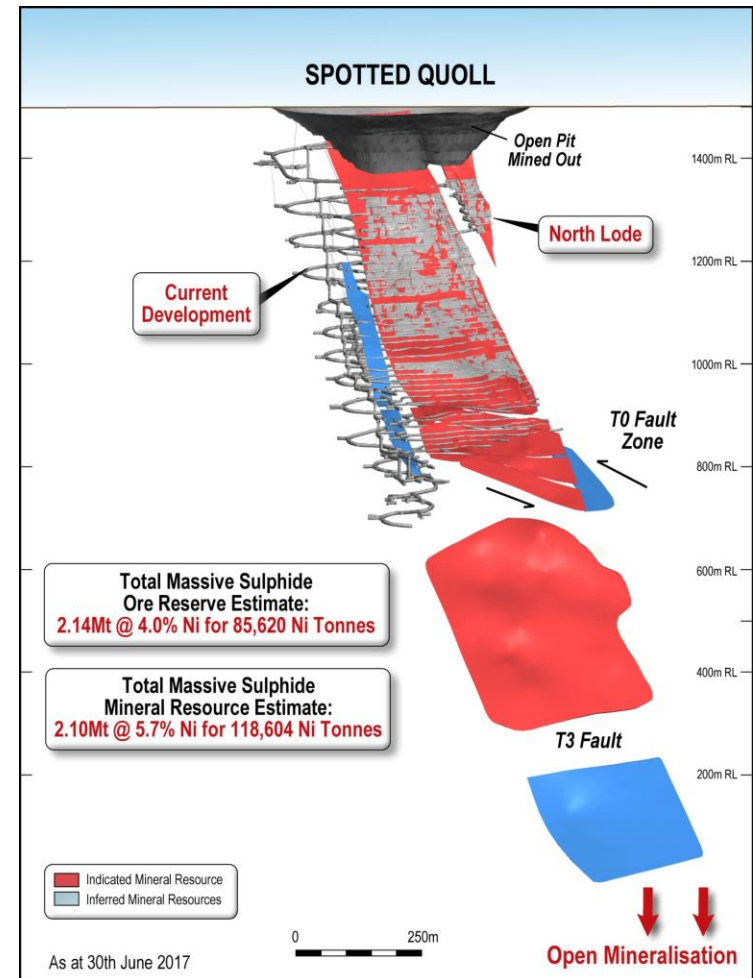 SPOTTED QUOLL
Open Pit
Mined Out
1400m RL
North Lode
1200m RL
Current
Development
1000m RL
T0 Fault
Zone
800m RL
600m RL
Total Massive Sulphide
Ore Reserve Estimate:
2.14Mt @ 4.0% Ni for 85,620 Ni Tonnes
400m RL
Total Massive Sulphide
Mineral Resource Estimate:
2.10Mt @ 5.7% Ni for 118,604 Ni Tonnes
T3 Fault
200m RL
Indicated Mineral Resource
Inferred Mineral Resources
0 250m
As at 30th June 2017
Open Mineralisation